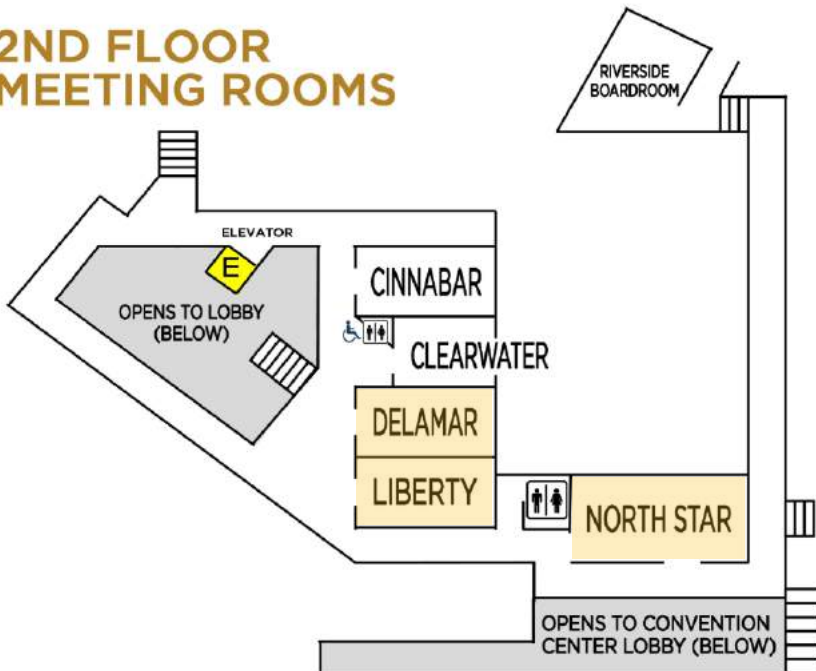 2ND FLOOR
MEETING ROOMS
RIVERSIDE
BOARDROOM
ELEVATOR
E
CINNABAR
OPENS TO LOBBY
(BELOW)
CLEARWATER
DELAMAR
LIBERTY
NORTH STAR
OPENS TO CONVENTION
CENTER LOBBY (BELOW)